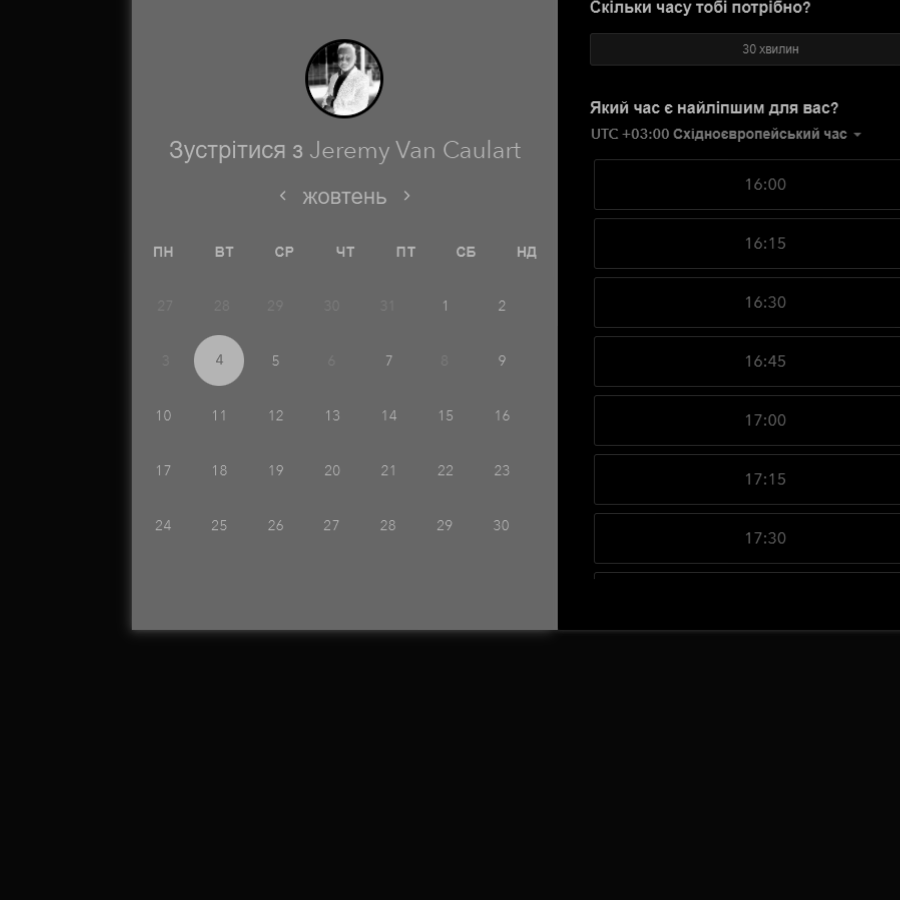 Зустрітися з Jeremy Van Caulart
жовтень
ПН ВТ СР ЧТ ПТ СБ НД
27 28 29 30 31 1 2
3 4 5 6 7 8 9
10 11 12 13 14 15 16
17 18 19 20 21 22 23
24 25 26 27 28 29 30
Скільки часу тобі потрібно?
30 хвилин
Який час є найліпшим для вас?
UTC +03:00 Східноєвропейський час
16:00
16:15
16:30
16:45
17:00
17:15
17:30